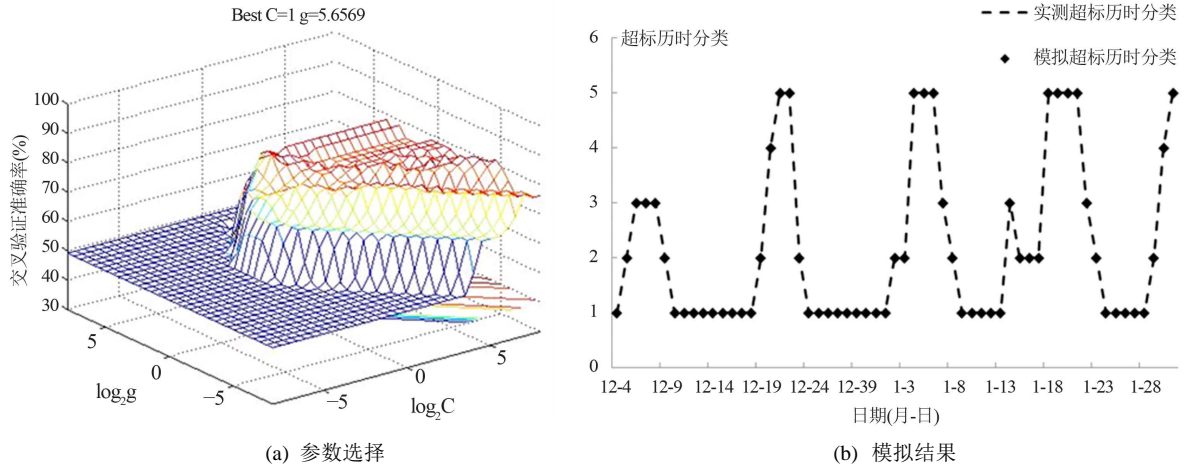 Best C=1 g=5.6569
交叉验证准确率(%)
100
90
80
70
60
50
40
30
5
0
−5
log₂g
−5
0
5
log₂C
(a) 参数选择
实测超标历时分类
模拟超标历时分类
超标历时分类
6
5
4
3
2
1
0
12-4 12-9 12-14 12-19 12-24 12-39 1-3 1-8 1-13 1-18 1-23 1-28
日期(月-日)
(b) 模拟结果